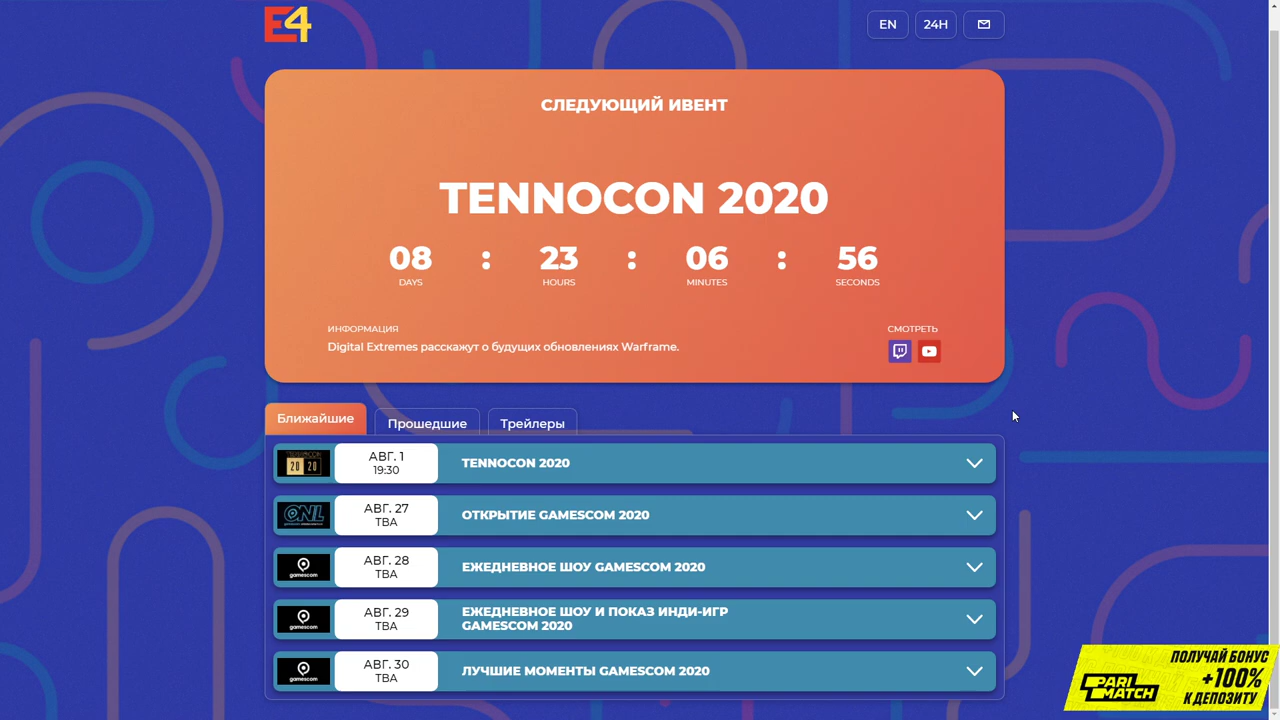 E4
EN
24H
СЛЕДУЮЩИЙ ИВЕНТ
TENNOCON 2020
08 : 23 : 06 : 56
DAYS HOURS MINUTES SECONDS
ИНФОРМАЦИЯ
Digital Extremes расскажут о будущих обновлениях Warframe.
СМОТРЕТЬ
Ближайшие
Прошедшие
Трейлеры
20 20
АВГ. 1
19:30
TENNOCON 2020
ONL
АВГ. 27
TBA
ОТКРЫТИЕ GAMESCOM 2020
gamescom
АВГ. 28
TBA
ЕЖЕДНЕВНОЕ ШОУ GAMESCOM 2020
gamescom
АВГ. 29
TBA
ЕЖЕДНЕВНОЕ ШОУ И ПОКАЗ ИНДИ-ИГР
GAMESCOM 2020
gamescom
АВГ. 30
TBA
ЛУЧШИЕ МОМЕНТЫ GAMESCOM 2020
PARI
MATCH
ПОЛУЧАЙ БОНУС
+100%
К ДЕПОЗИТУ